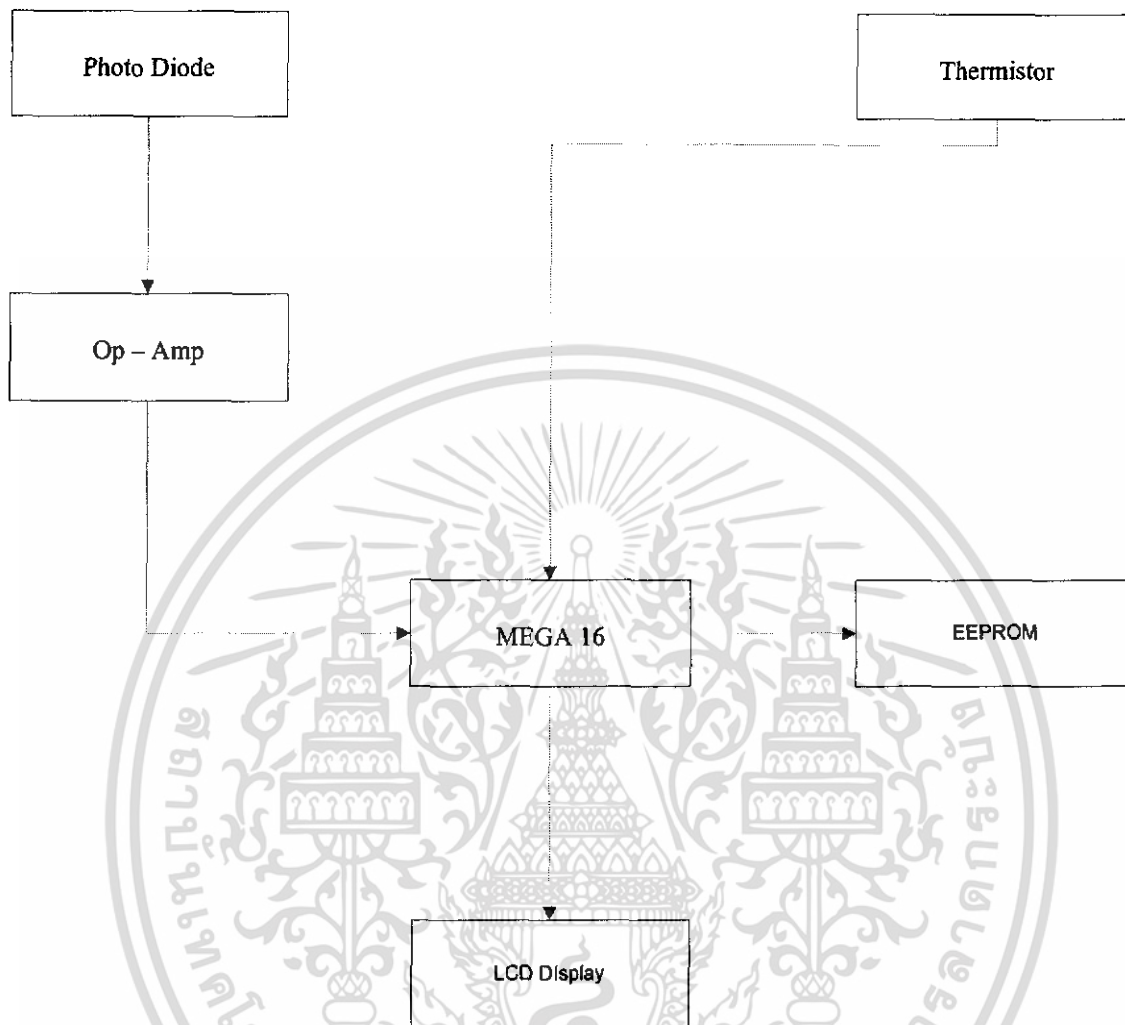 Photo Diode
Thermistor
Op – Amp
MEGA 16
EEPROM
LCD Display